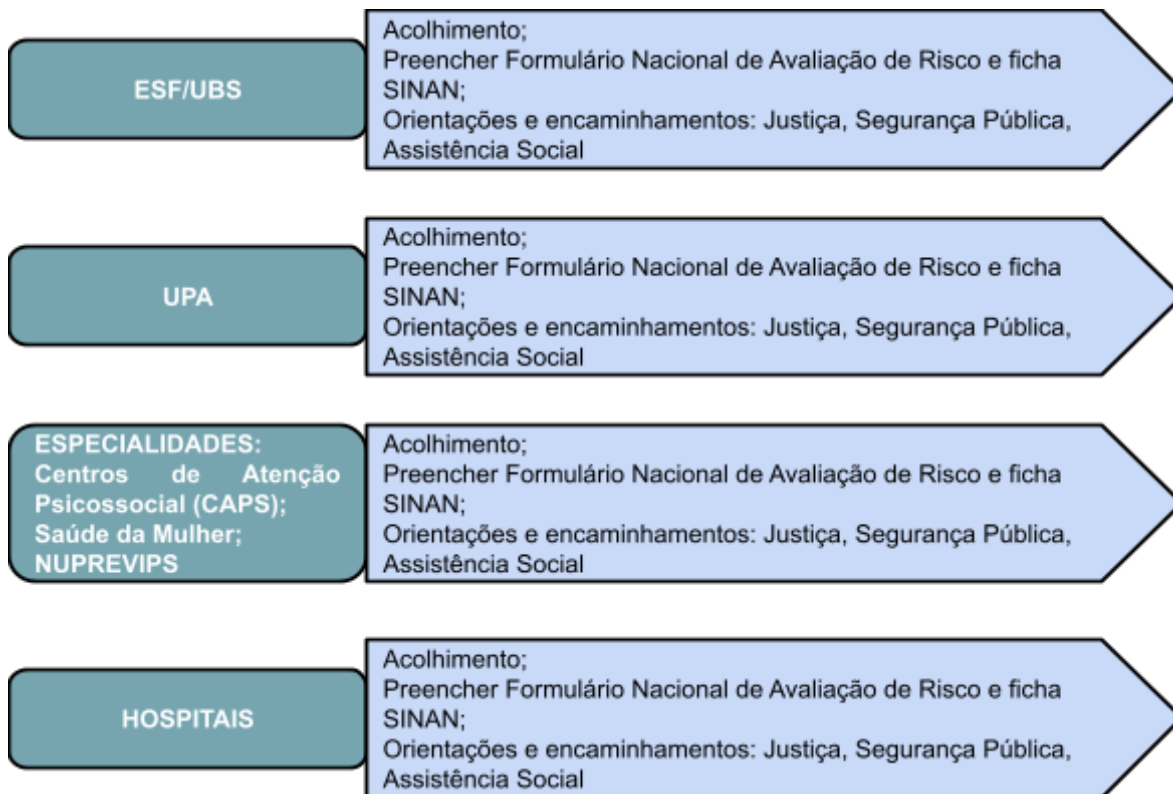 ESF/UBS
Acolhimento;
Preencher Formulário Nacional de Avaliação de Risco e ficha
SINAN;
Orientações e encaminhamentos: Justiça, Segurança Pública,
Assistência Social
UPA
Acolhimento;
Preencher Formulário Nacional de Avaliação de Risco e ficha
SINAN;
Orientações e encaminhamentos: Justiça, Segurança Pública,
Assistência Social
ESPECIALIDADES:
Centros de Atenção
Psicossocial (CAPS);
Saúde da Mulher;
NUPREVIPS
Acolhimento;
Preencher Formulário Nacional de Avaliação de Risco e ficha
SINAN;
Orientações e encaminhamentos: Justiça, Segurança Pública,
Assistência Social
HOSPITAIS
Acolhimento;
Preencher Formulário Nacional de Avaliação de Risco e ficha
SINAN;
Orientações e encaminhamentos: Justiça, Segurança Pública,
Assistência Social